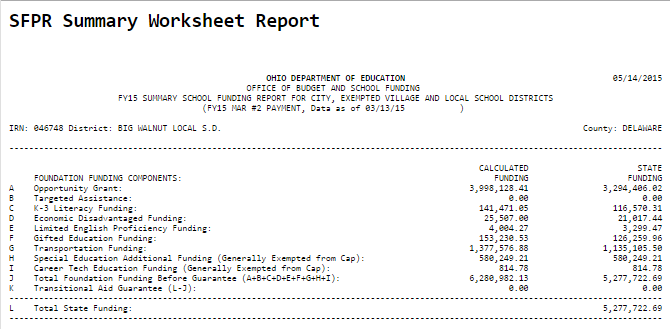 SFPR Summary Worksheet Report
OHIO DEPARTMENT OF EDUCATION 05/14/2015
OFFICE OF BUDGET AND SCHOOL FUNDING
FY15 SUMMARY SCHOOL FUNDING REPORT FOR CITY, EXEMPTED VILLAGE AND LOCAL SCHOOL DISTRICTS
(FY15 MAR #2 PAYMENT, Data as of 03/13/15 )
IRN: 046748 District: BIG WALNUT LOCAL S.D. County: DELAWARE
CALCULATED STATE
FOUNDATION FUNDING COMPONENTS: FUNDING FUNDING
A Opportunity Grant: 3,998,128.41 3,294,406.02
B Targeted Assistance: 0.00 0.00
C K-3 Literacy Funding: 141,471.05 116,570.31
D Economic Disadvantaged Funding: 25,507.00 21,017.44
E Limited English Proficiency Funding: 4,004.27 3,299.47
F Gifted Education Funding: 153,230.53 126,259.96
G Transportation Funding: 1,377,576.88 1,135,105.50
H Special Education Additional Funding (Generally Exempted from Cap): 580,249.21 580,249.21
I Career Tech Education Funding (Generally Exempted from Cap): 814.78 814.78
J Total Foundation Funding Before Guarantee (A+B+C+D+E+F+G+H+I): 6,280,982.13 5,277,722.69
K Transitional Aid Guarantee (L-J): 0.00 0.00
L Total State Funding: 5,277,722.69